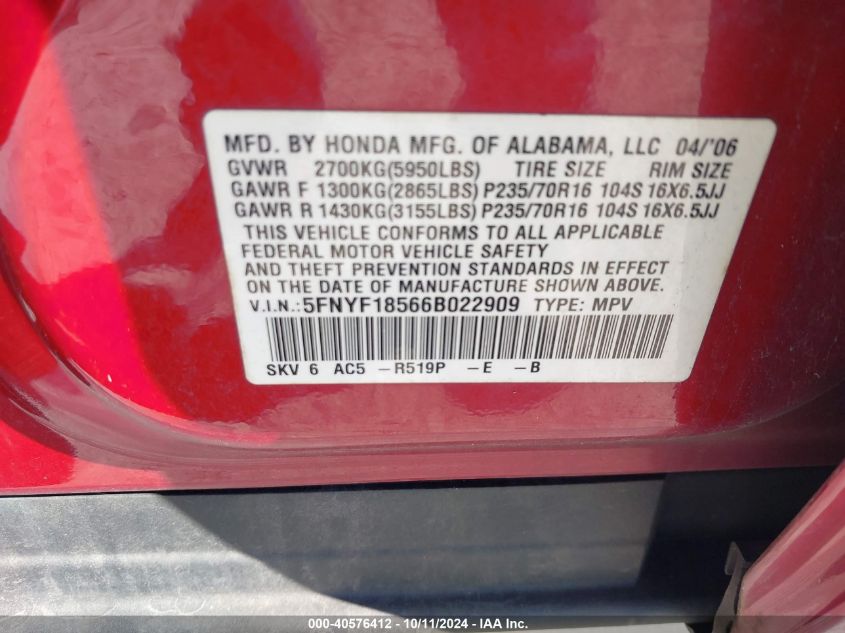 MFD. BY HONDA MFG. OF ALABAMA, LLC 04/'06
GVWR 2700KG(5950LBS) TIRE SIZE RIM SIZE
GAWR F 1300KG(2865LBS) P235/70R16 104S 16X6.5JJ
GAWR R 1430KG(3155LBS) P235/70R16 104S 16X6.5JJ
THIS VEHICLE CONFORMS TO ALL APPLICABLE
FEDERAL MOTOR VEHICLE SAFETY
AND THEFT PREVENTION STANDARDS IN EFFECT
ON THE DATE OF MANUFACTURE SHOWN ABOVE.
V.I.N.: 5FNYF18566B022909 TYPE: MPV
SKV 6 AC5 -R519P -E -B
000-40576412 - 10/11/2024 - IAA Inc.